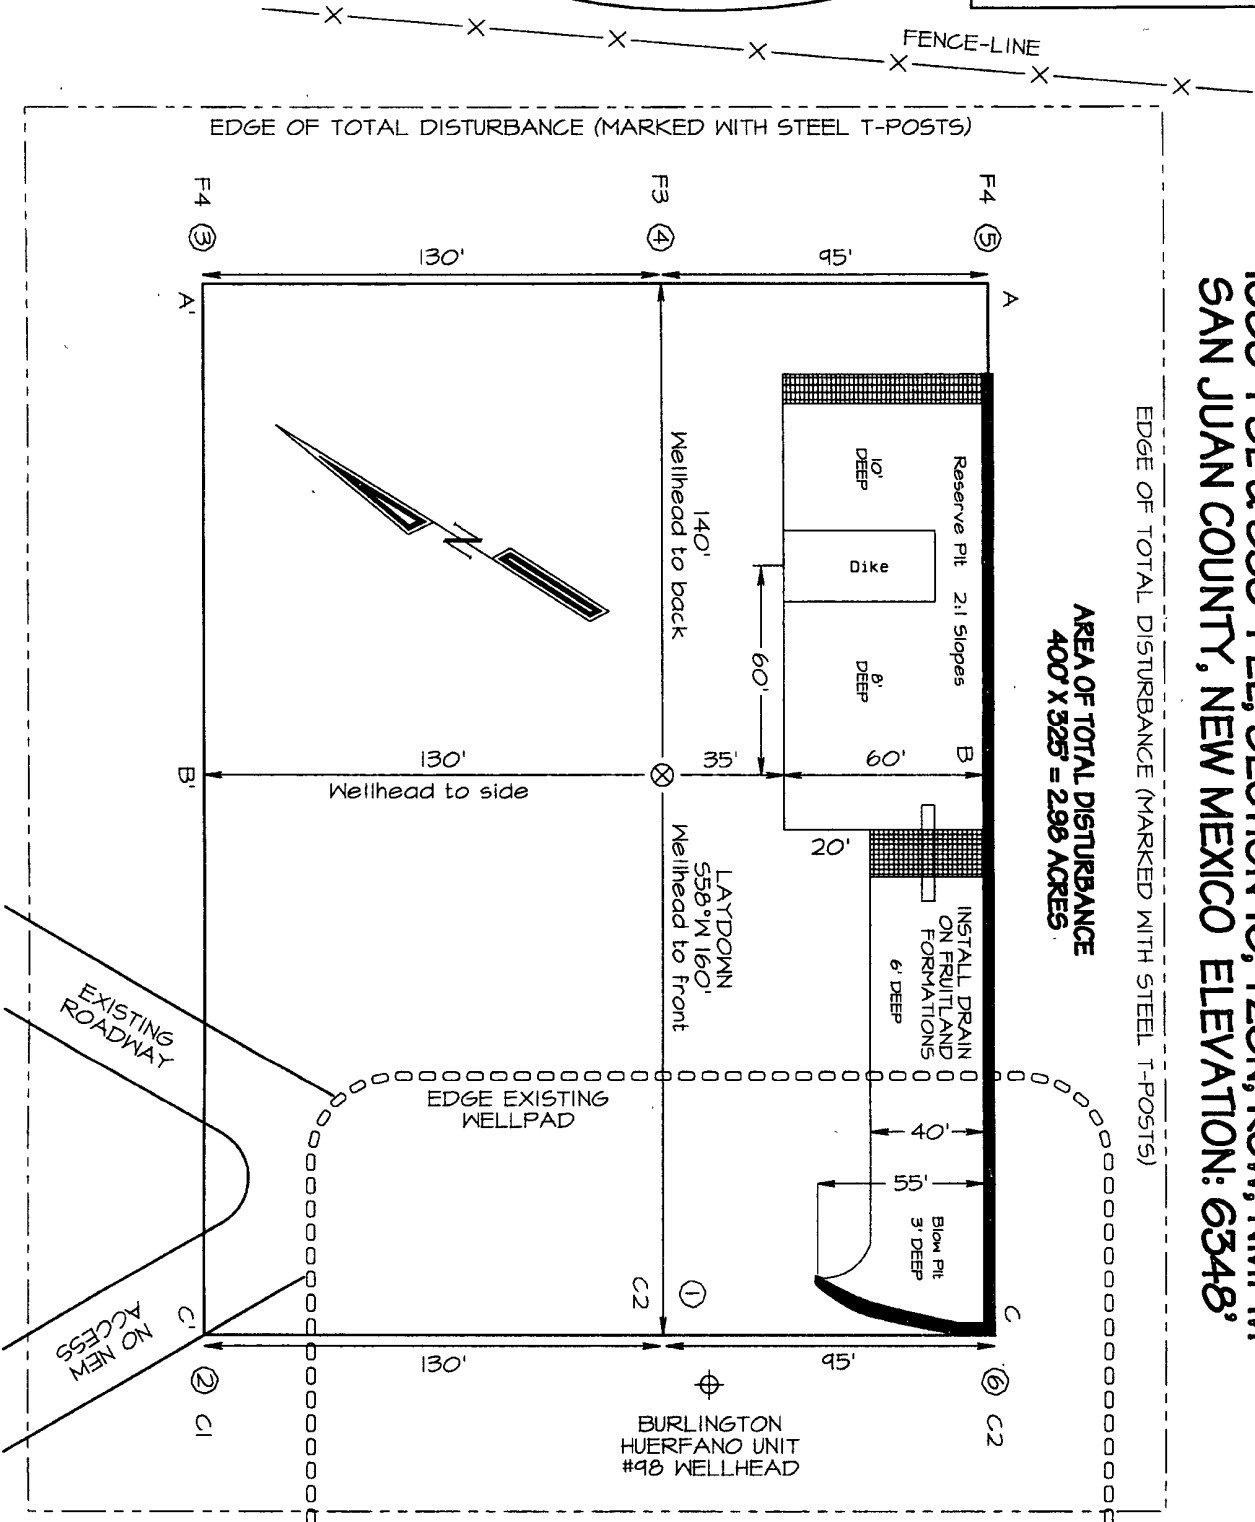 FENCE-LINE
EDGE OF TOTAL DISTURBANCE (MARKED WITH STEEL T-POSTS)
F4 3
F3 4
F4 5
130'
95'
A'
A
SAN JUAN COUNTY, NEW MEXICO ELEVATION: 6348'
EDGE OF TOTAL DISTURBANCE (MARKED WITH STEEL T-POSTS)
AREA OF TOTAL DISTURBANCE
400' X 325' = 2.98 ACRES
Reserve Pit 2:1 Slopes
10'
DEEP
Dike
8'
DEEP
140'
Wellhead to back
N
60'
B'
130'
Wellhead to side
35'
60'
B
20'
LAYDOWN
S58°W 160'
Wellhead to front
INSTALL DRAIN
ON FRUITLAND
FORMATIONS
6' DEEP
EXISTING
ROADWAY
EDGE EXISTING
WELLPAD
40'
55'
Blow Pit
3' DEEP
C2
1
C'
C
NO NEW
ACCESS
130'
95'
2 C1
6 C2
BURLINGTON
HUERFANO UNIT
#98 WELLHEAD